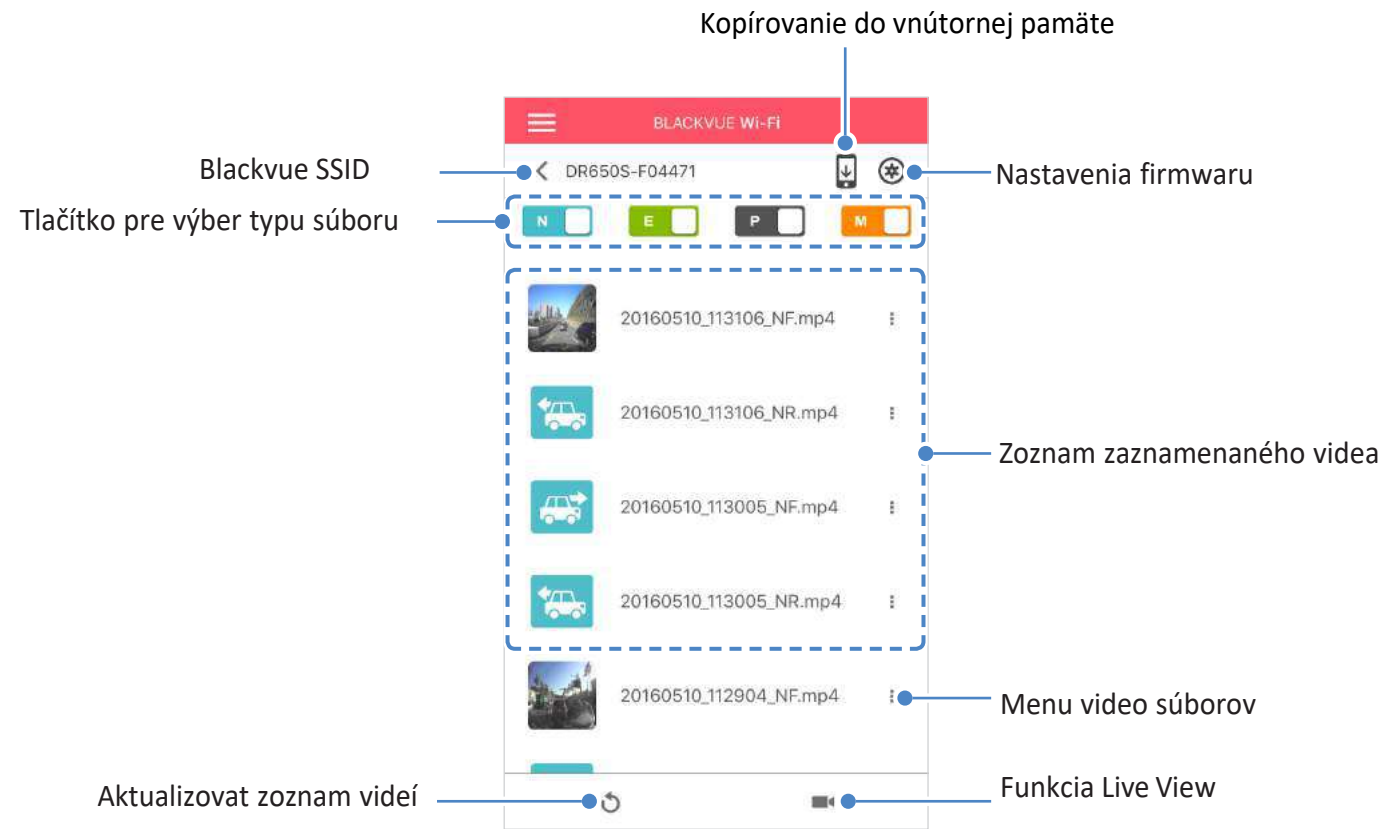 Kopírovanie do vnútornej pamäte
BLACKVUE Wi-Fi
Blackvue SSID
DR650S-F04471
Nastavenia firmwaru
Tlačítko pre výber typu súboru
N
E
P
M
20160510_113106_NF.mp4
20160510_113106_NR.mp4
Zoznam zaznamenaného videa
20160510_113005_NF.mp4
20160510_113005_NR.mp4
20160510_112904_NF.mp4
Menu video súborov
Aktualizovat zoznam videí
Funkcia Live View